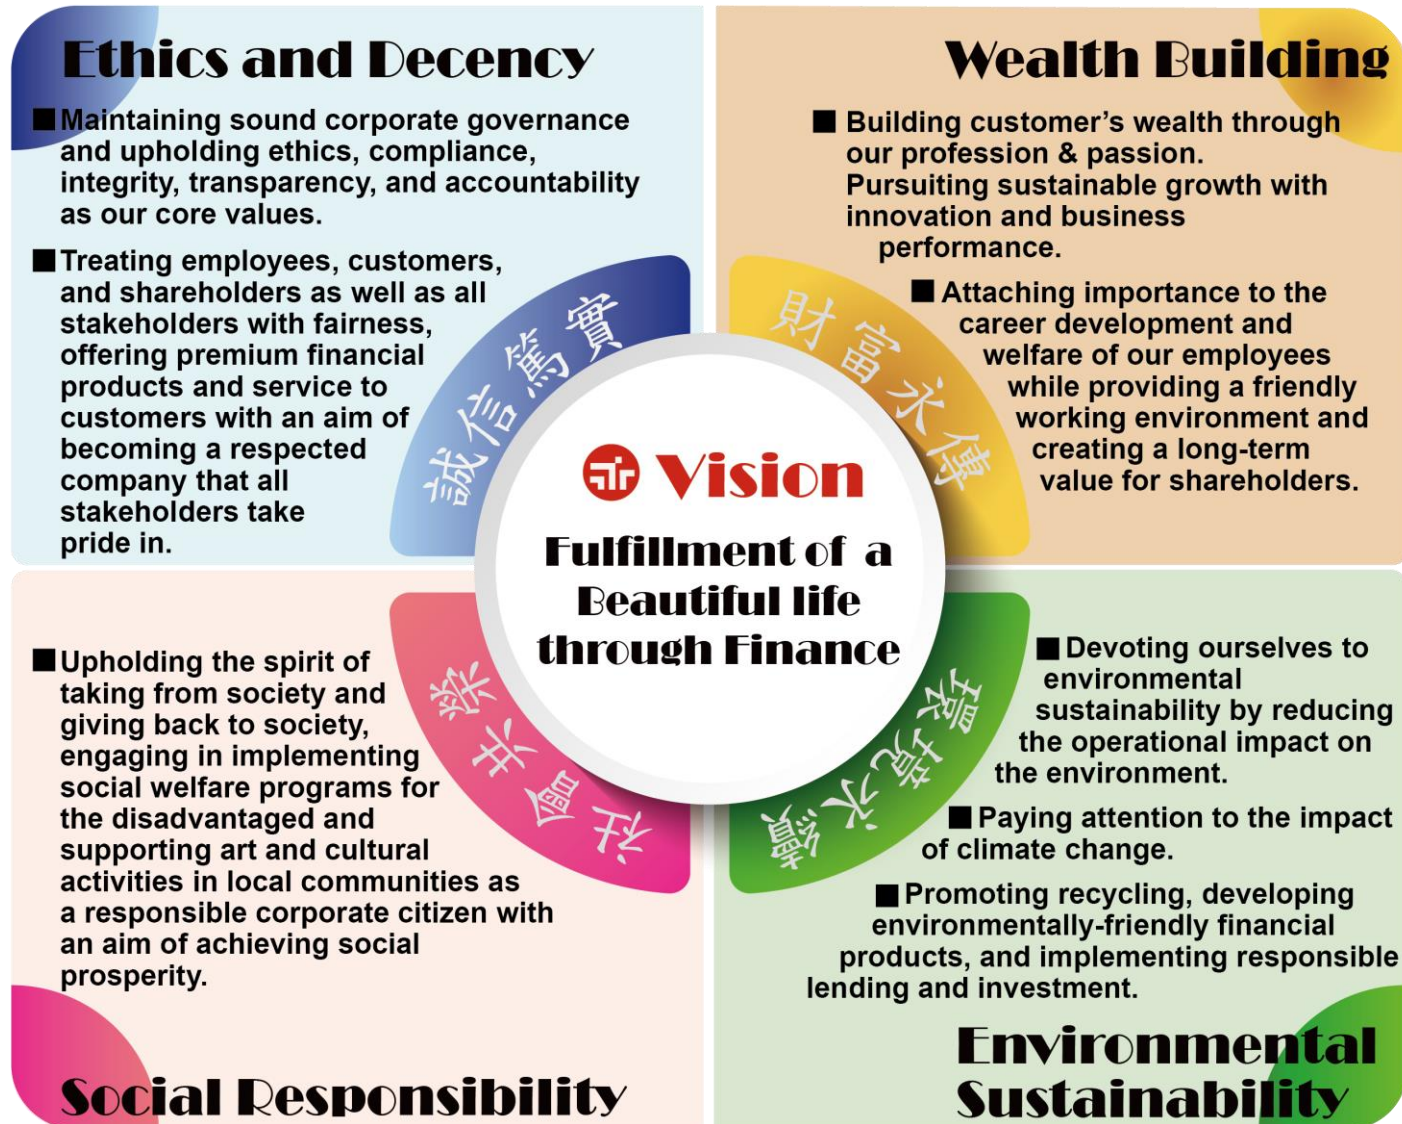 Ethics and Decency
■ Maintaining sound corporate governance
and upholding ethics, compliance,
integrity, transparency, and accountability
as our core values.
■ Treating employees, customers,
and shareholders as well as all
stakeholders with fairness,
offering premium financial
products and service to
customers with an aim of
becoming a respected
company that all
stakeholders take
pride in.
誠信篤實
Wealth Building
■ Building customer’s wealth through
our profession & passion.
Pursuiting sustainable growth with
innovation and business
performance.
■ Attaching importance to the
career development and
welfare of our employees
while providing a friendly
working environment and
creating a long-term
value for shareholders.
財富永傳
Vision
Fulfillment of a
Beautiful life
through Finance
■ Upholding the spirit of
taking from society and
giving back to society,
engaging in implementing
social welfare programs for
the disadvantaged and
supporting art and cultural
activities in local communities as
a responsible corporate citizen with
an aim of achieving social
prosperity.
社會共榮
Social Responsibility
■ Devoting ourselves to
environmental
sustainability by reducing
the operational impact on
the environment.
■ Paying attention to the impact
of climate change.
■ Promoting recycling, developing
environmentally-friendly financial
products, and implementing responsible
lending and investment.
環境永續
Environmental
Sustainability